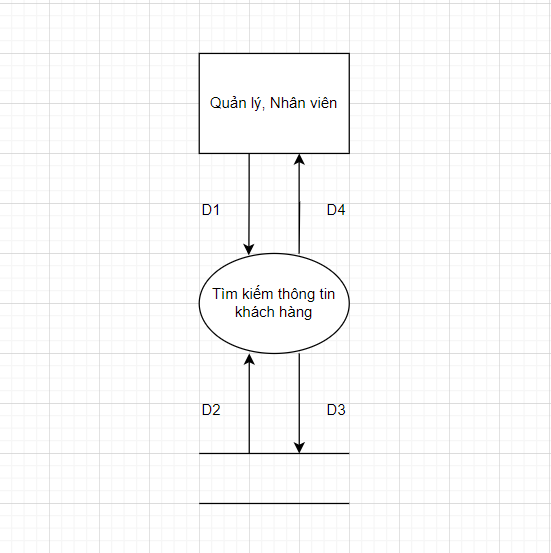 Quản lý, Nhân viên
D1
D4
Tìm kiếm thông tin
khách hàng
D2
D3